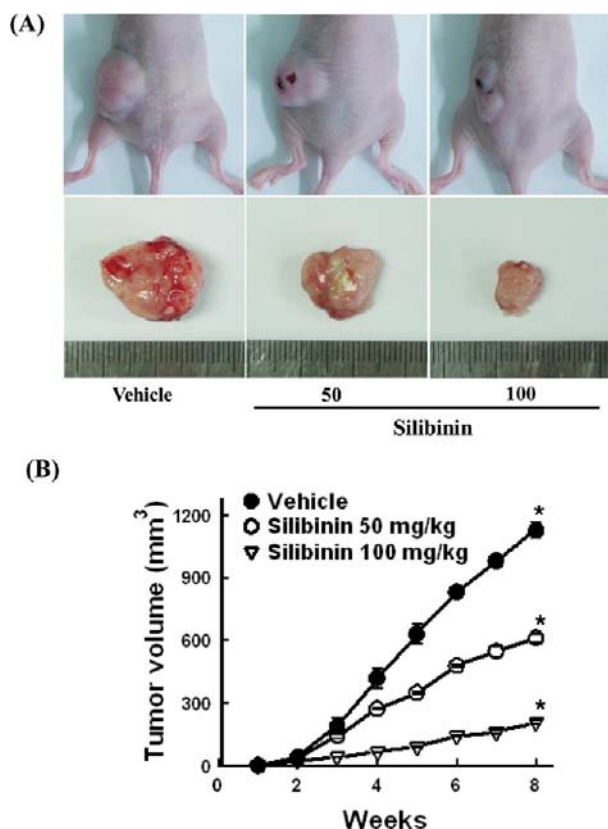 (A)
Vehicle 50 100
Silibinin
(B)
Tumor volume (mm³)
1200
900
600
300
0
Vehicle
Silibinin 50 mg/kg
Silibinin 100 mg/kg
*
*
*
0 2 4 6 8
Weeks